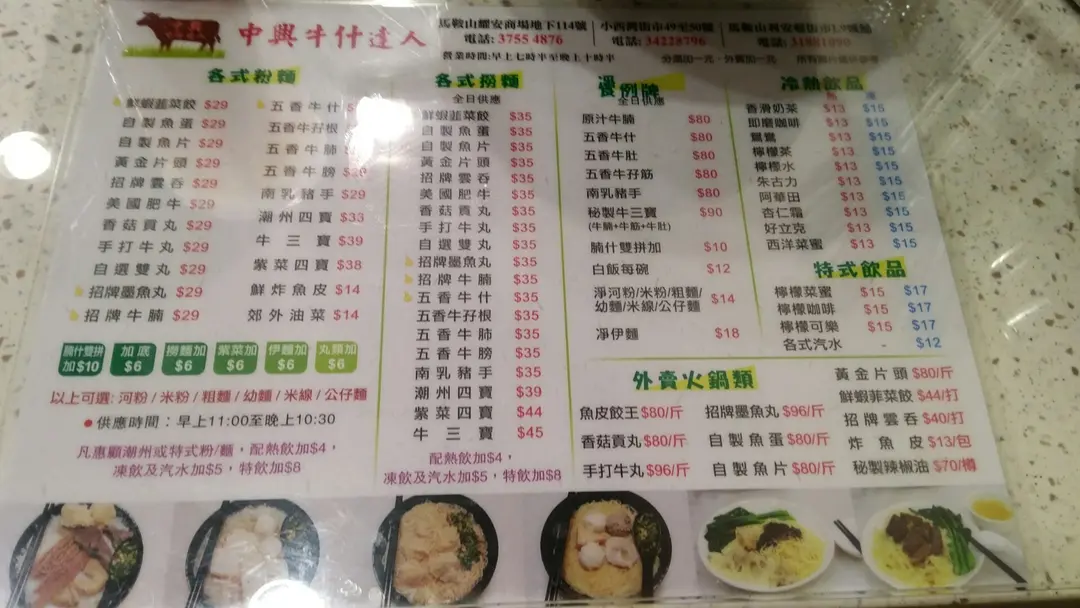 中興牛什達人
馬鞍山耀安商場地下114號
電話: 3755 4876
小西灣街市49至50號
電話: 34228796
營業時間:早上七時半至晚上十時半
各式粉麵
鮮蝦韮菜餃 $29
自製魚蛋 $29
自製魚片 $29
黃金片頭 $29
招牌雲吞 $29
美國肥牛 $29
香菇貢丸 $29
手打牛丸 $29
自選雙丸 $29
招牌墨魚丸 $29
招牌牛腩 $29
五香牛什
五香牛孖根
五香牛肺
五香牛膀 $29
南乳豬手 $29
潮州四寶 $33
牛三寶 $39
紫菜四寶 $38
鮮炸魚皮 $14
郊外油菜 $14
腩什雙拼加$10
加底 $6
撈麵加 $6
紫菜加 $6
伊麵加 $6
丸類加 $6
以上可選: 河粉 / 米粉 / 粗麵 / 幼麵 / 米線 / 公仔麵
● 供應時間：早上11:00至晚上10:30
凡惠顧潮州或特式粉/麵，配熱飲加$4，
凍飲及汽水加$5，特飲加$8
各式撈麵
全日供應
鮮蝦韮菜餃 $35
自製魚蛋 $35
自製魚片 $35
黃金片頭 $35
招牌雲吞 $35
美國肥牛 $35
香菇貢丸 $35
手打牛丸 $35
自選雙丸 $35
招牌墨魚丸 $35
招牌牛腩 $35
五香牛什 $35
五香牛孖根 $35
五香牛肺 $35
五香牛膀 $35
南乳豬手 $35
潮州四寶 $39
紫菜四寶 $44
牛三寶 $45
配熱飲加$4，
凍飲及汽水加$5，特飲加$8
例牌
全日供應
原汁牛腩 $80
五香牛什 $80
五香牛肚 $80
五香牛孖筋 $80
南乳豬手 $80
秘製牛三寶 $90
(牛腩+牛筋+牛肚)
腩什雙拼加 $10
白飯每碗 $12
淨河粉/米粉/粗麵/
幼麵/米線/公仔麵 $14
凈伊麵 $18
冷熱飲品
香滑奶茶 $13 $15
即磨咖啡 $13 $15
鴛鴦 $13 $15
檸檬茶 $13 $15
檸檬水 $13 $15
朱古力 $13 $15
阿華田 $13 $15
杏仁霜 $13 $15
好立克 $13 $15
西洋菜蜜 $13 $15
特式飲品
檸檬菜蜜 $15 $17
檸檬咖啡 $15 $17
檸檬可樂 $15 $17
各式汽水 - $12
外賣火鍋類
魚皮餃王 $80/斤
香菇貢丸 $80/斤
手打牛丸 $96/斤
招牌墨魚丸 $96/斤
自製魚蛋 $80/斤
自製魚片 $80/斤
黃金片頭 $80/斤
鮮蝦韮菜餃 $44/打
招牌雲吞 $40/打
炸魚皮 $13/包
秘製辣椒油 $70/樽